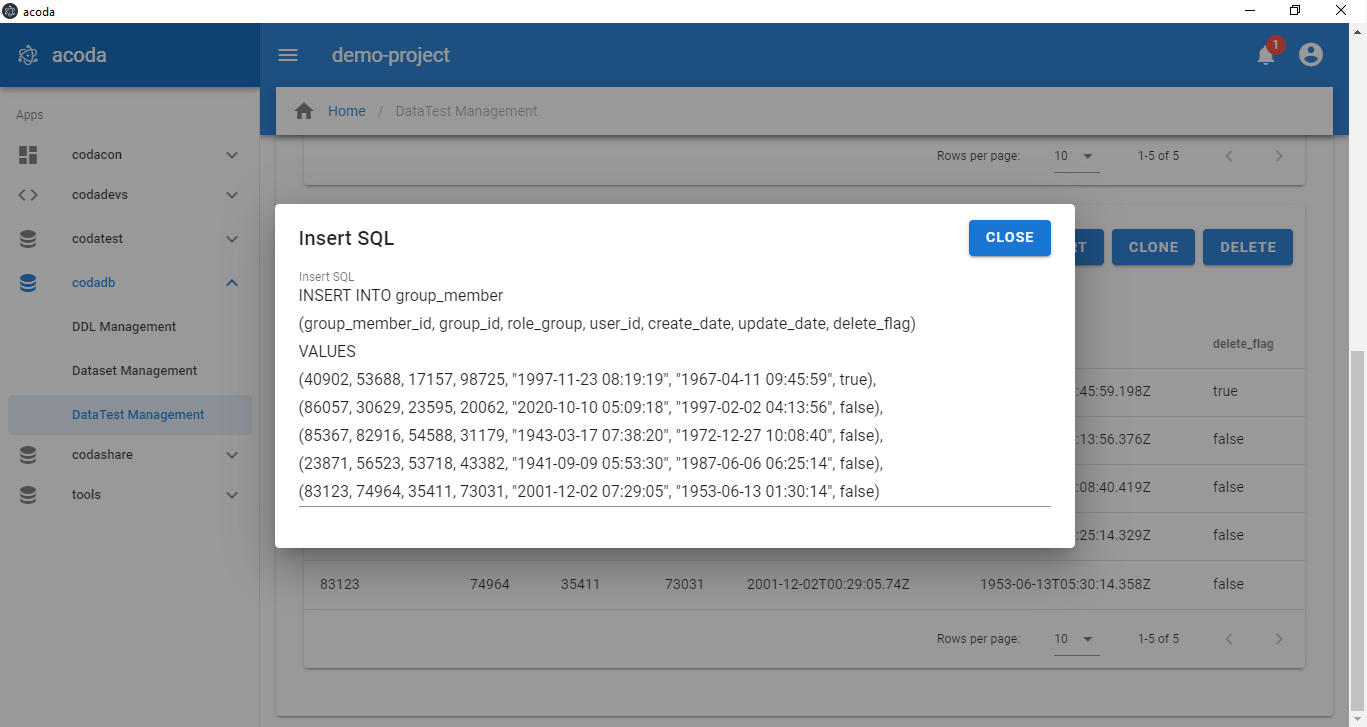 acoda
acoda
demo-project
1
Apps
Home / DataTest Management
codacon
codadevs
codatest
codadb
DDL Management
Dataset Management
DataTest Management
codashare
tools
Rows per page: 10 1-5 of 5
Insert SQL
CLOSE
CLONE
DELETE
Insert SQL
INSERT INTO group_member
(group_member_id, group_id, role_group, user_id, create_date, update_date, delete_flag)
VALUES
(40902, 53688, 17157, 98725, "1997-11-23 08:19:19", "1967-04-11 09:45:59", true),
(86057, 30629, 23595, 20062, "2020-10-10 05:09:18", "1997-02-02 04:13:56", false),
(85367, 82916, 54588, 31179, "1943-03-17 07:38:20", "1972-12-27 10:08:40", false),
(23871, 56523, 53718, 43382, "1941-09-09 05:53:30", "1987-06-06 06:25:14", false),
(83123, 74964, 35411, 73031, "2001-12-02 07:29:05", "1953-06-13 01:30:14", false)
delete_flag
:45:59.198Z true
:13:56.376Z false
:08:40.419Z false
:25:14.329Z false
83123 74964 35411 73031 2001-12-02T00:29:05.74Z 1953-06-13T05:30:14.358Z false
Rows per page: 10 1-5 of 5